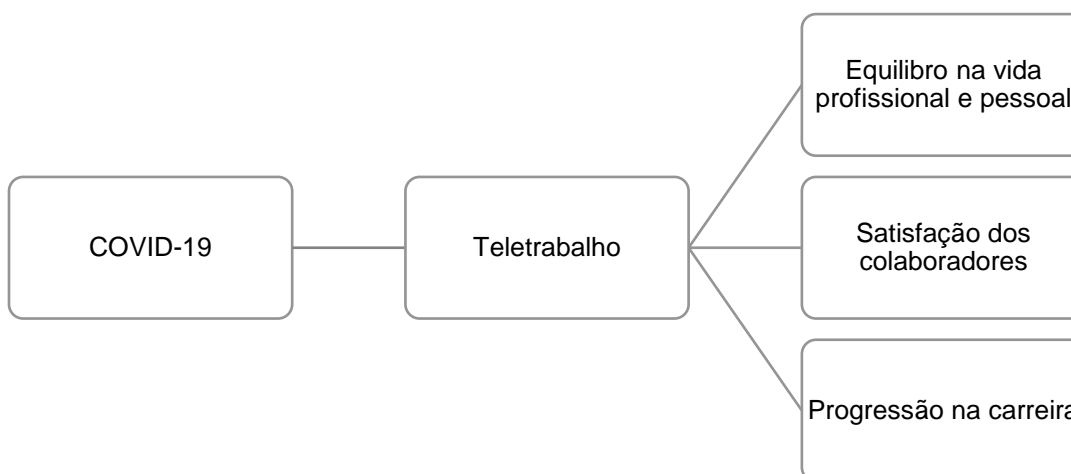 COVID-19
Teletrabalho
Equilibro na vida
profissional e pessoal
Satisfação dos
colaboradores
Progressão na carreira